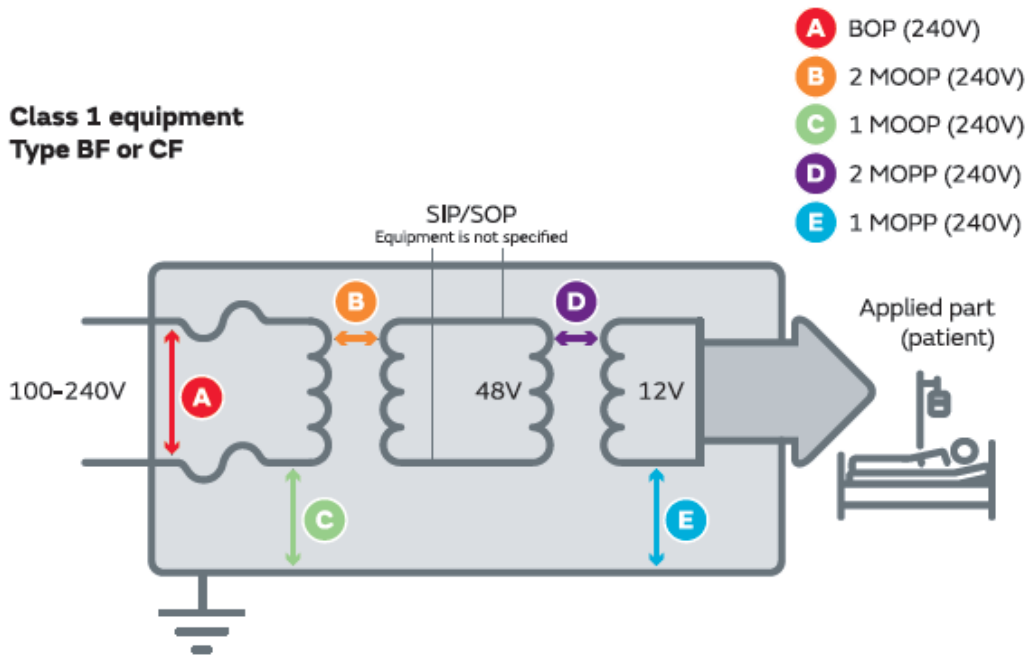 A BOP (240V)
B 2 MOOP (240V)
C 1 MOOP (240V)
D 2 MOPP (240V)
E 1 MOPP (240V)
Class 1 equipment
Type BF or CF
SIP/SOP
Equipment is not specified
B
D
Applied part
(patient)
100-240V
A
48V
12V
C
E